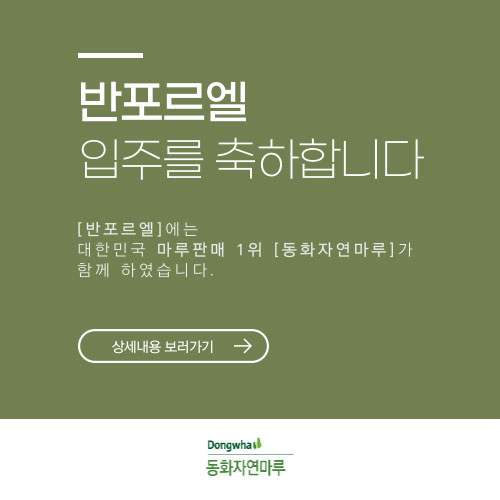 반포르엘
입주를 축하합니다
[반포르엘]에는
대한민국 마루판매 1위 [동화자연마루]가
함께 하였습니다.
상세내용 보러가기
Dongwha
동화자연마루